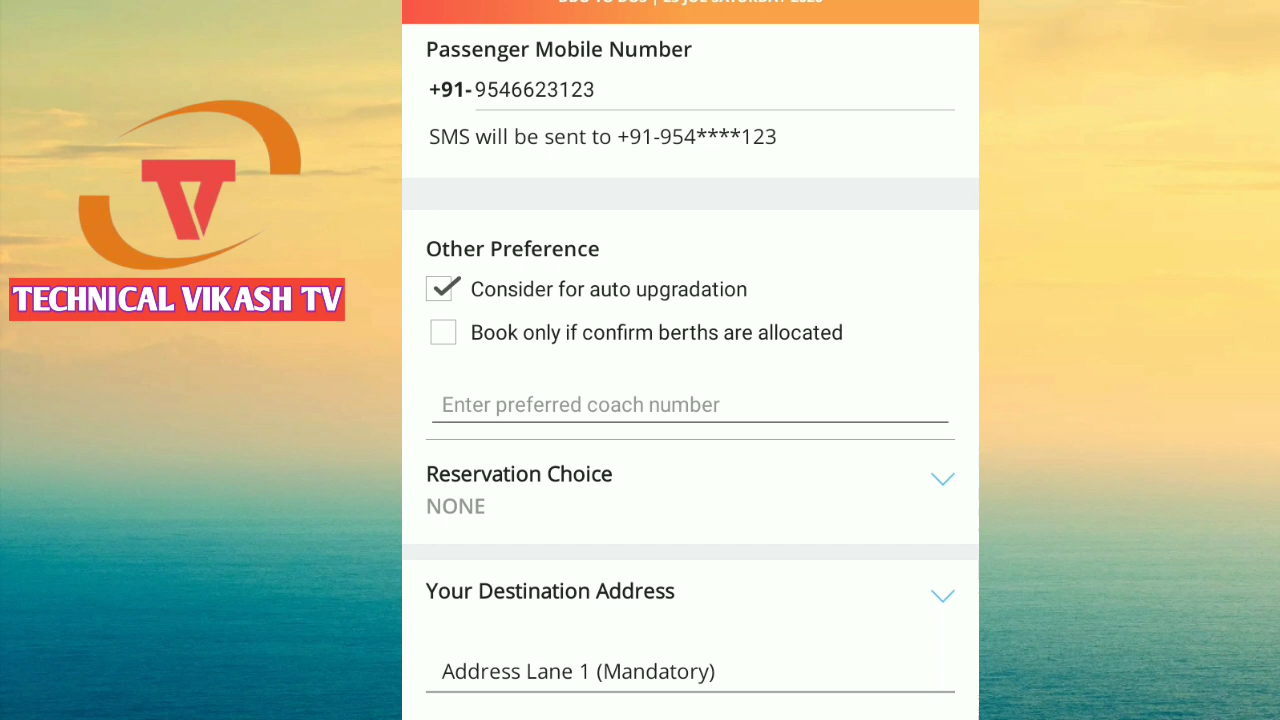 Passenger Mobile Number
+91-9546623123
SMS will be sent to +91-954****123
TECHNICAL VIKASH TV
Other Preference
Consider for auto upgradation
Book only if confirm berths are allocated
Enter preferred coach number
Reservation Choice
NONE
Your Destination Address
Address Lane 1 (Mandatory)